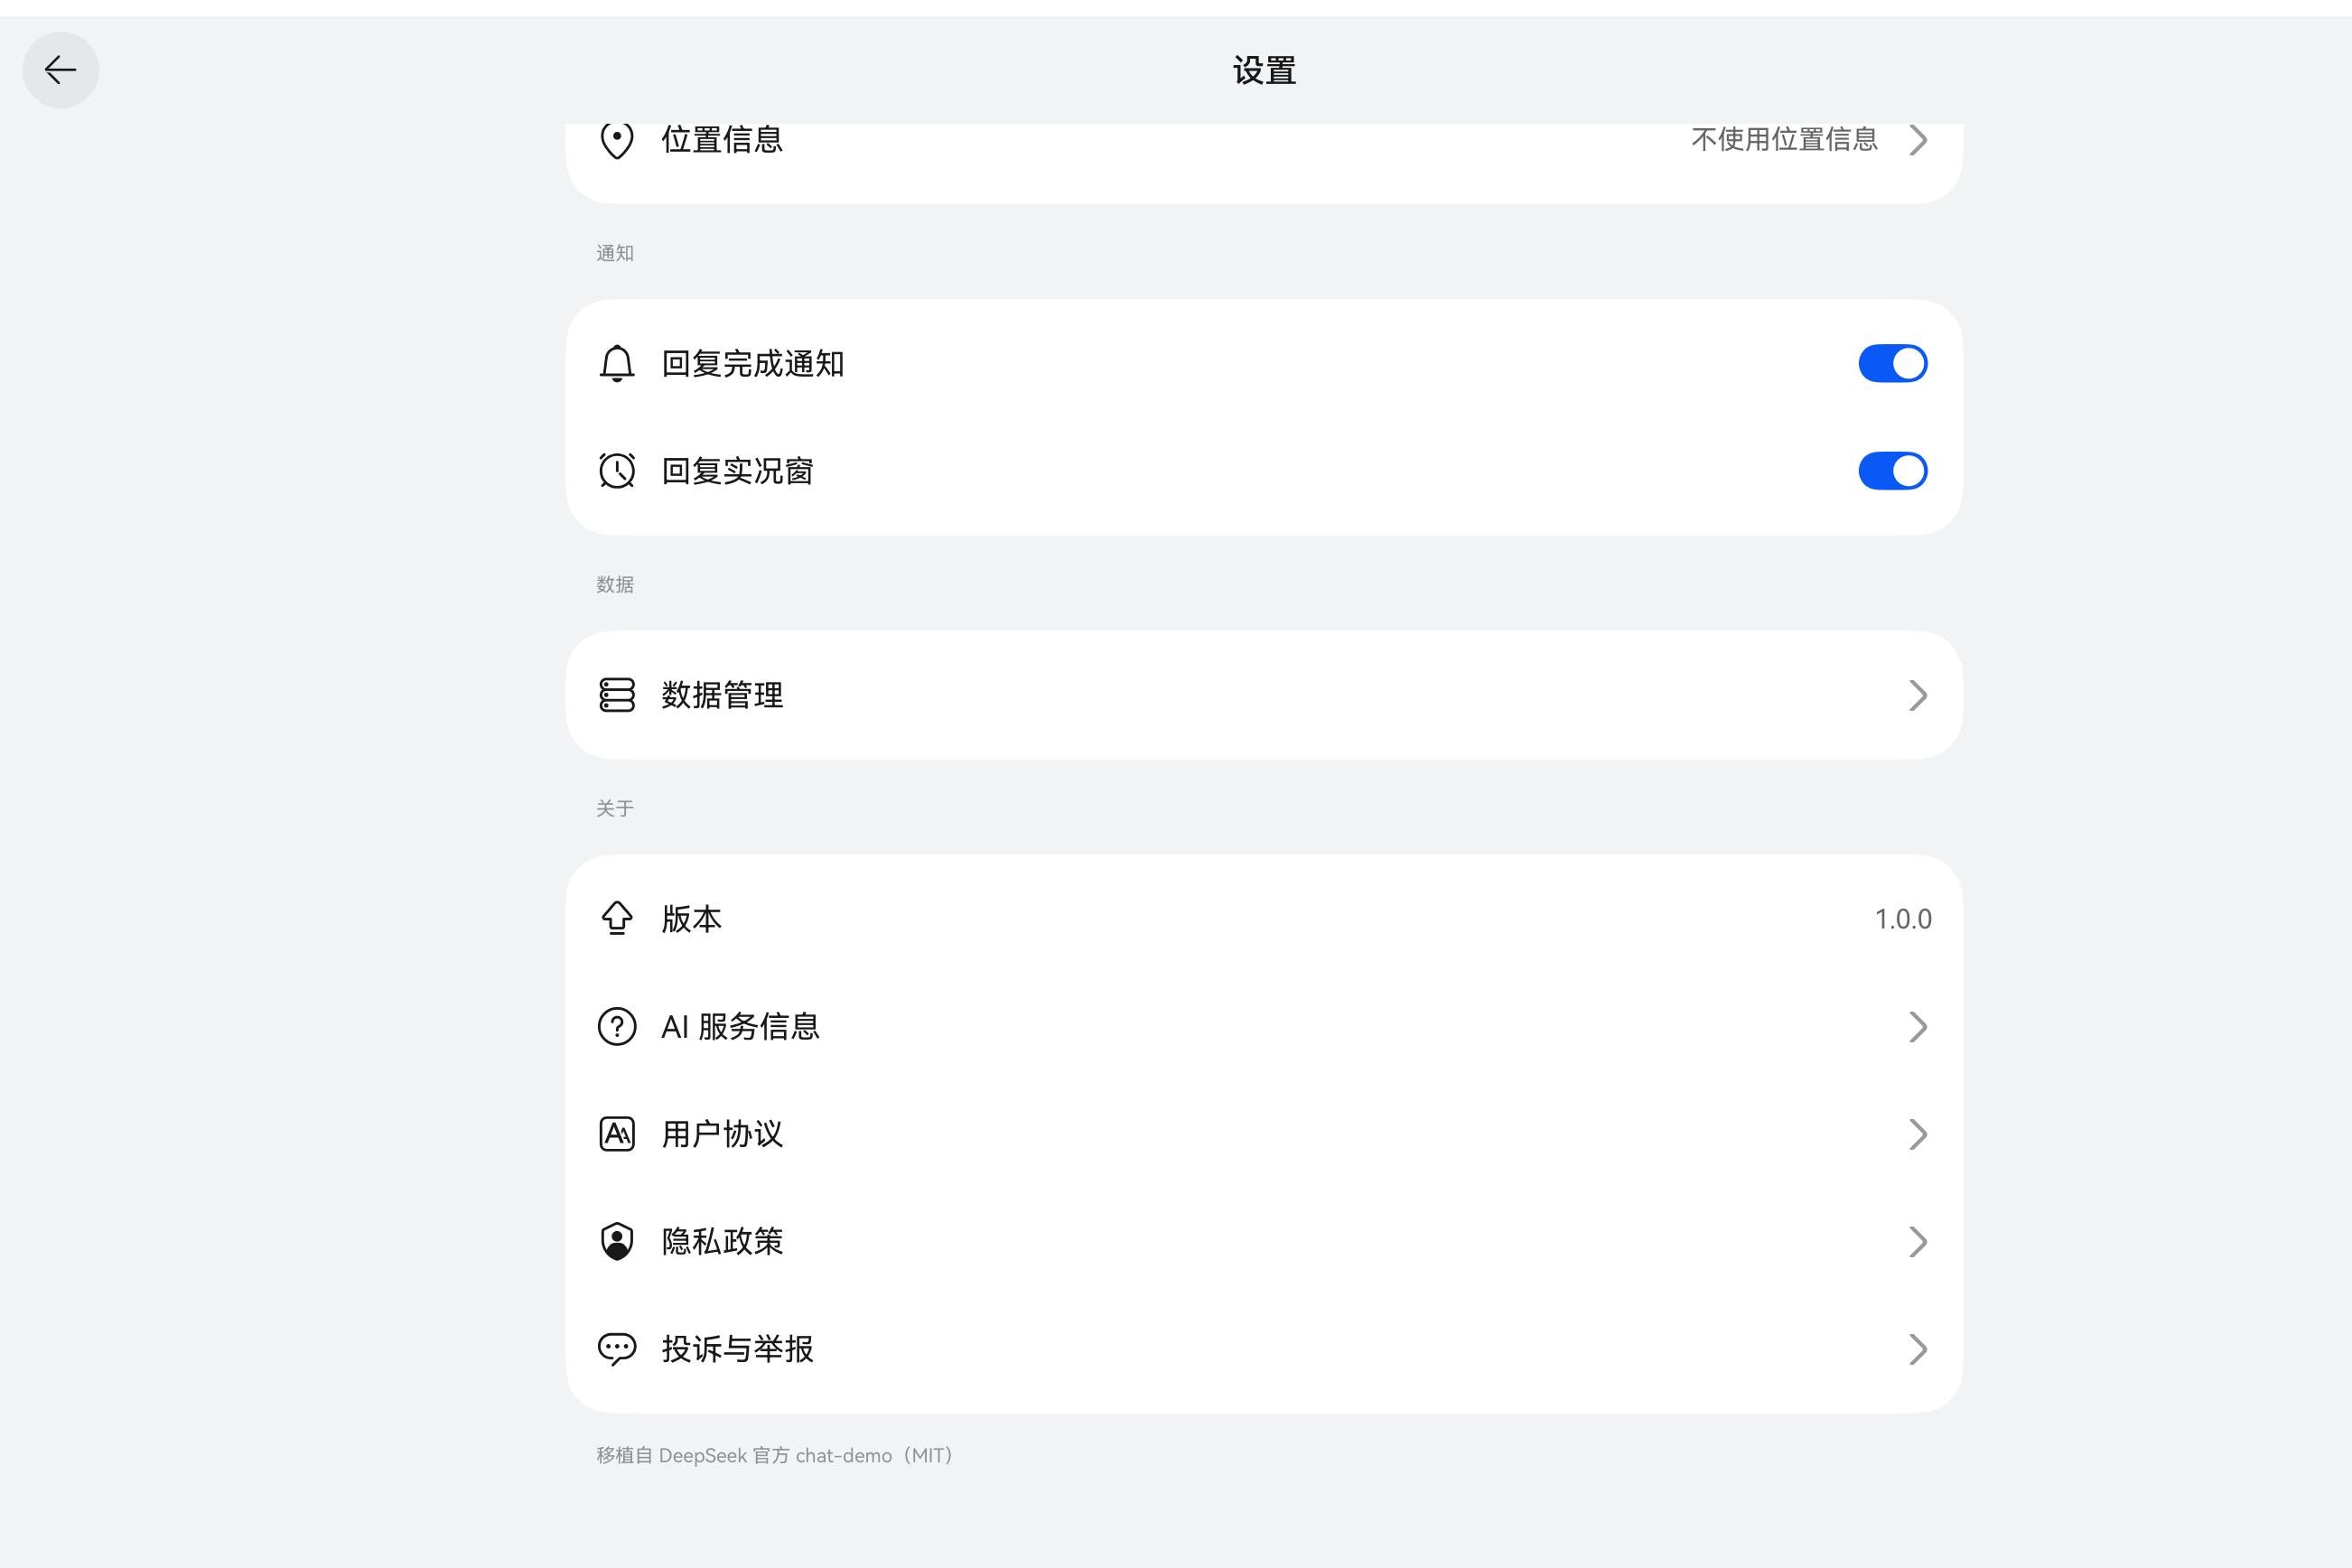 设置
位置信息 不使用位置信息
通知
回复完成通知
回复实况窗
数据
数据管理
关于
版本 1.0.0
AI 服务信息
用户协议
隐私政策
投诉与举报
移植自 DeepSeek 官方 chat-demo（MIT）